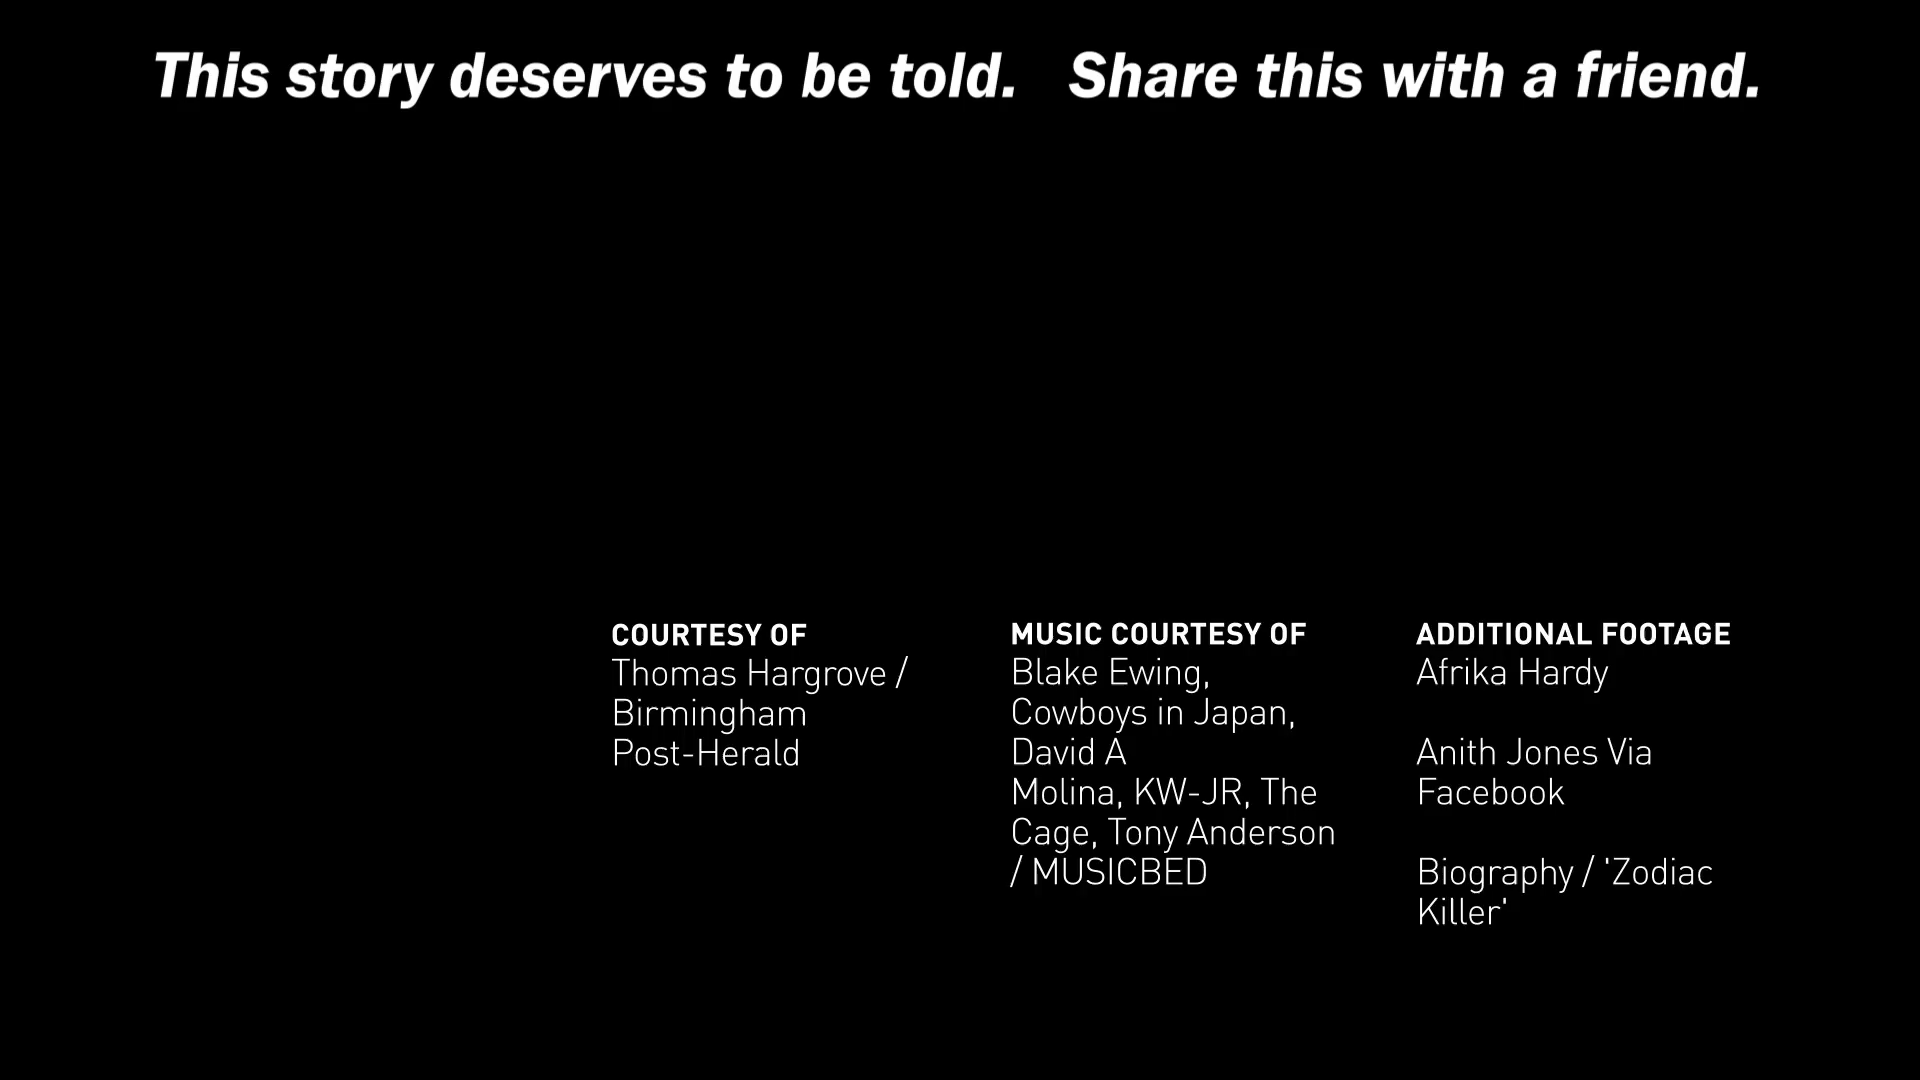 This story deserves to be told.   Share this with a friend.
COURTESY OF
Thomas Hargrove /
Birmingham
Post-Herald
MUSIC COURTESY OF
Blake Ewing,
Cowboys in Japan,
David A
Molina, KW-JR, The
Cage, Tony Anderson
/ MUSICBED
ADDITIONAL FOOTAGE
Afrika Hardy
Anith Jones Via
Facebook
Biography / 'Zodiac
Killer'